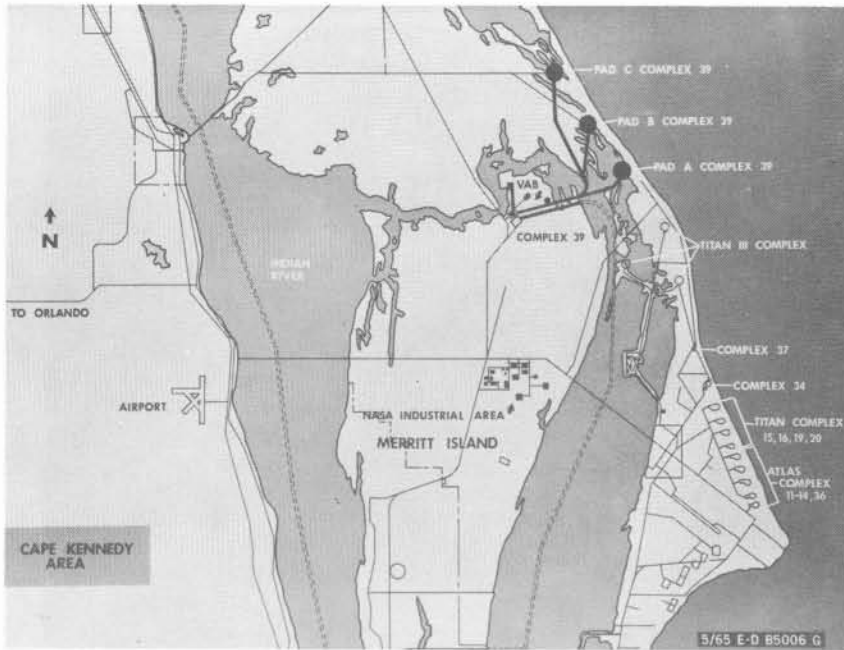 PAD C COMPLEX 39
PAD B COMPLEX 39
PAD A COMPLEX 39
VAB
COMPLEX 39
N
INDIAN
RIVER
TITAN III COMPLEX
TO ORLANDO
COMPLEX 37
COMPLEX 34
AIRPORT
NASA INDUSTRIAL AREA
MERRITT ISLAND
TITAN COMPLEX
15, 16, 19, 20
ATLAS
COMPLEX
11-14, 36
CAPE KENNEDY
AREA
5/65 E-D B5006 G